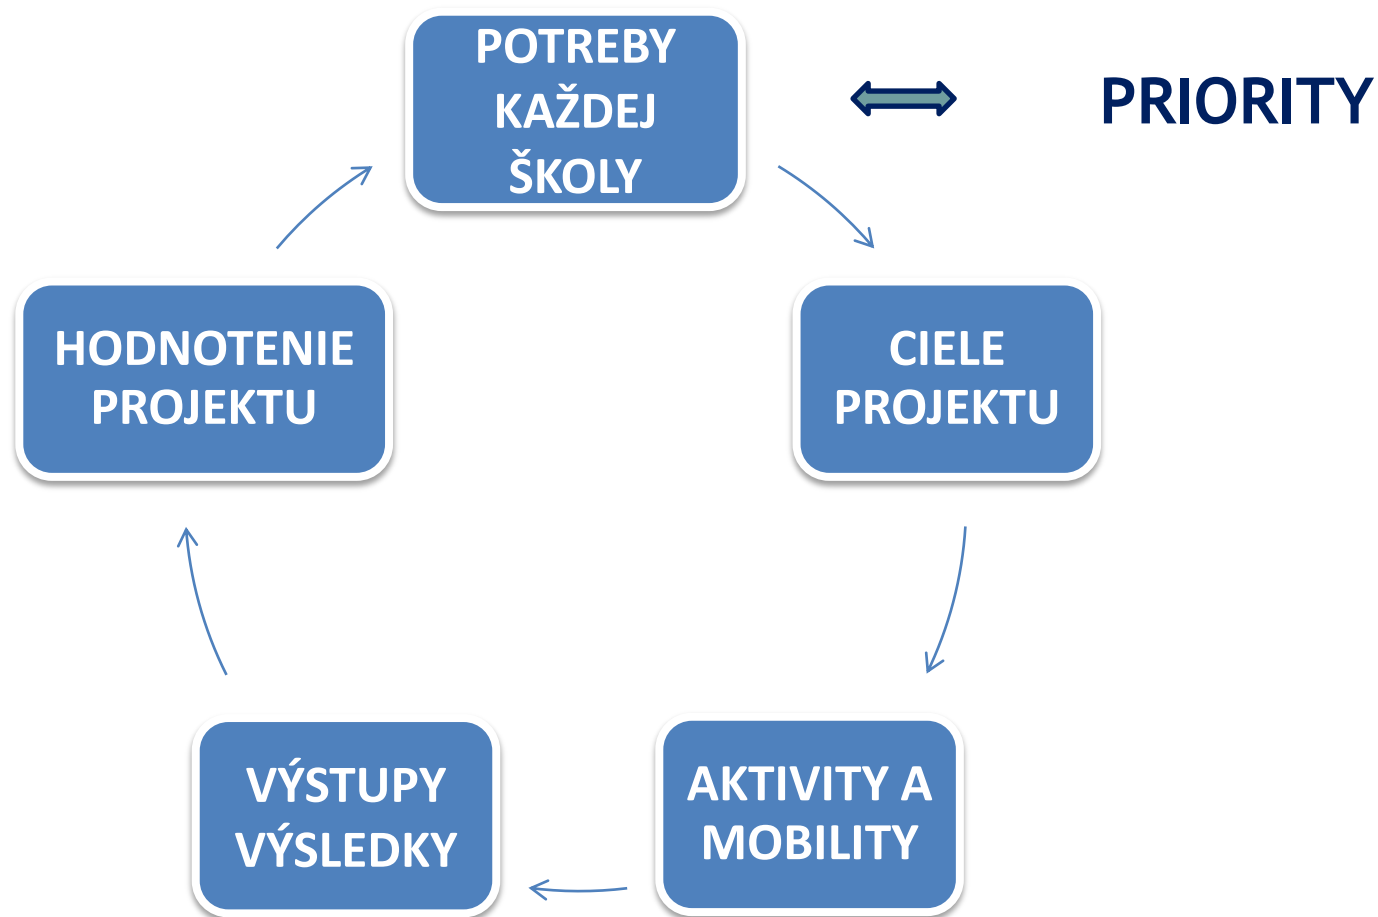 POTREBY
KAŽDEJ
ŠKOLY
PRIORITY
CIELE
PROJEKTU
AKTIVITY A
MOBILITY
VÝSTUPY
VÝSLEDKY
HODNOTENIE
PROJEKTU